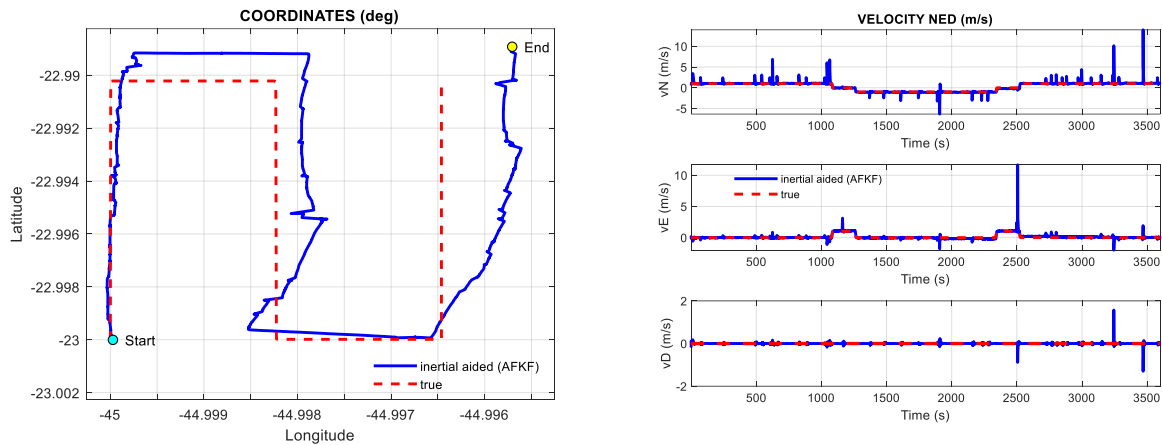 COORDINATES (deg)
End
-22.99
-22.992
-22.994
-22.996
-22.998
-23
-23.002
Latitude
Start
inertial aided (AFKF)
true
-45 -44.999 -44.998 -44.997 -44.996
Longitude
VELOCITY NED (m/s)
vN (m/s)
10
5
0
-5
500 1000 1500 2000 2500 3000 3500
Time (s)
vE (m/s)
10
5
0
inertial aided (AFKF)
true
500 1000 1500 2000 2500 3000 3500
Time (s)
vD (m/s)
2
0
-2
500 1000 1500 2000 2500 3000 3500
Time (s)